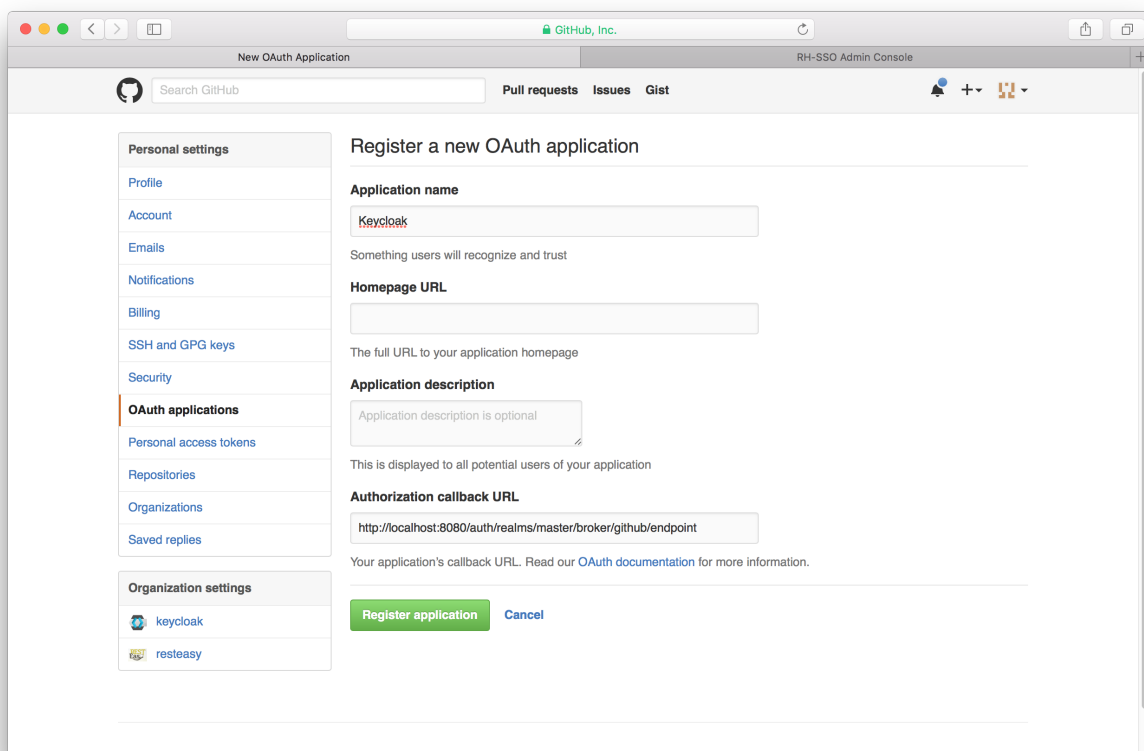 GitHub, Inc.
New OAuth Application
RH-SSO Admin Console
Search GitHub
Pull requests Issues Gist
Personal settings
Profile
Account
Emails
Notifications
Billing
SSH and GPG keys
Security
OAuth applications
Personal access tokens
Repositories
Organizations
Saved replies
Organization settings
keycloak
resteasy
Register a new OAuth application
Application name
Keycloak
Something users will recognize and trust
Homepage URL
The full URL to your application homepage
Application description
Application description is optional
This is displayed to all potential users of your application
Authorization callback URL
http://localhost:8080/auth/realms/master/broker/github/endpoint
Your application's callback URL. Read our OAuth documentation for more information.
Register application Cancel